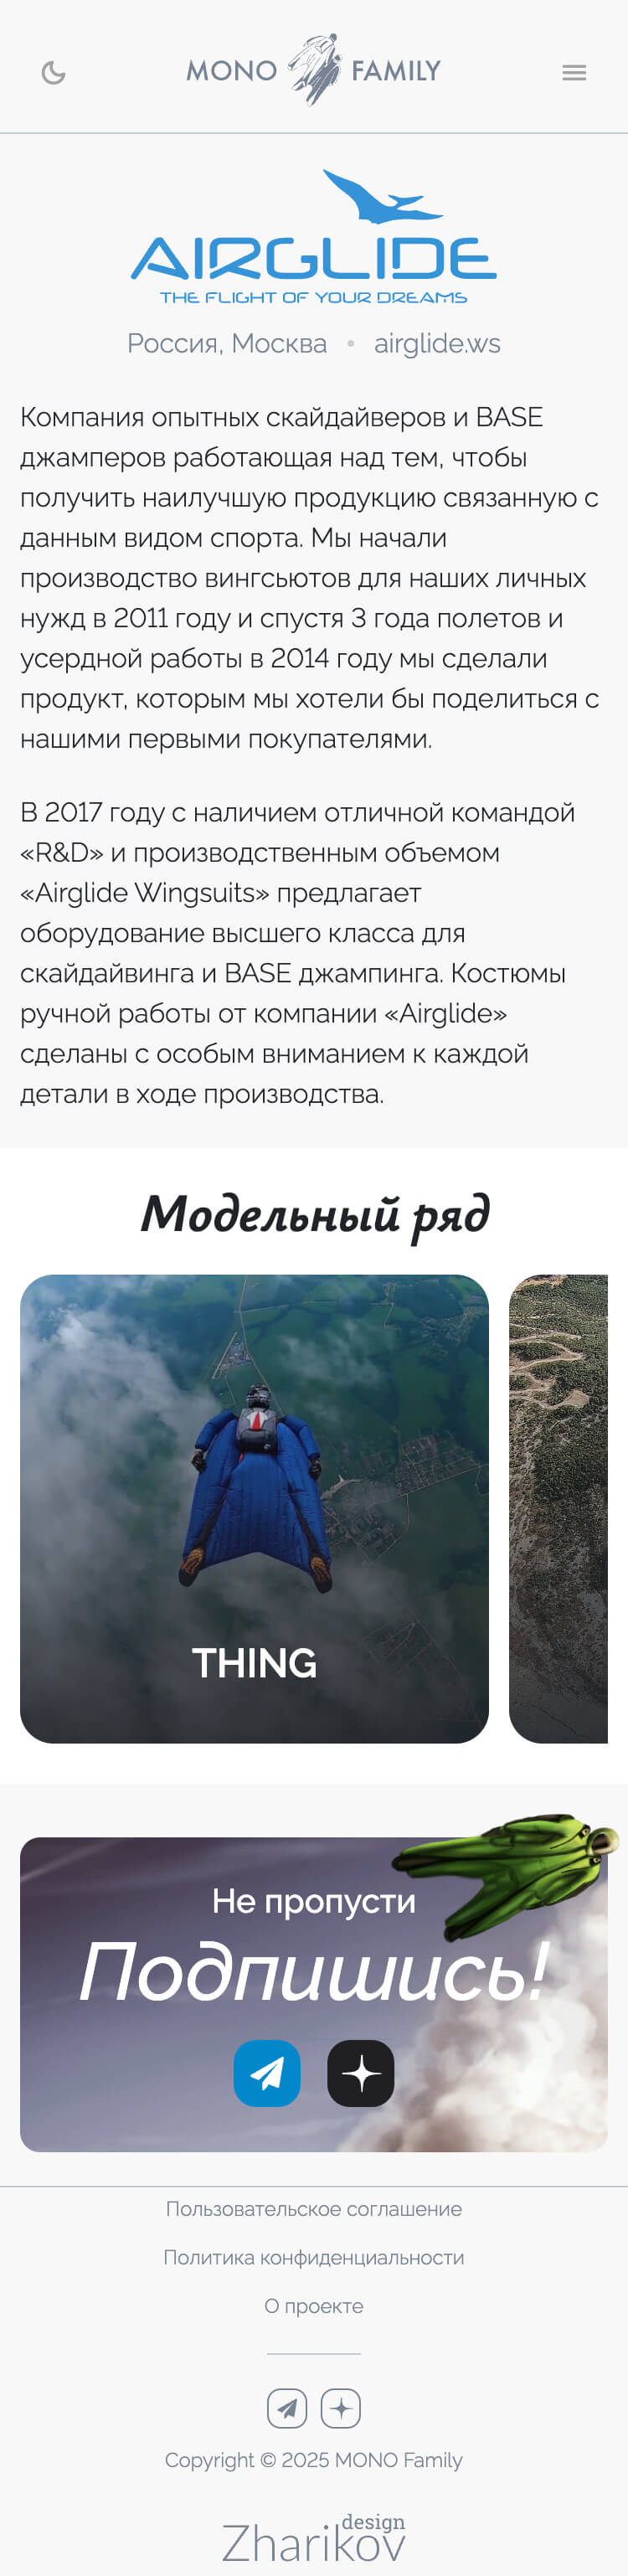 MONO FAMILY
AIRGLIDE
THE FLIGHT OF YOUR DREAMS
Россия, Москва • airglide.ws
Компания опытных скайдайверов и BASE
джамперов работающая над тем, чтобы
получить наилучшую продукцию связанную с
данным видом спорта. Мы начали
производство вингсьютов для наших личных
нужд в 2011 году и спустя 3 года полетов и
усердной работы в 2014 году мы сделали
продукт, которым мы хотели бы поделиться с
нашими первыми покупателями.
В 2017 году с наличием отличной командой
«R&D» и производственным объемом
«Airglide Wingsuits» предлагает
оборудование высшего класса для
скайдайвинга и BASE джампинга. Костюмы
ручной работы от компании «Airglide»
сделаны с особым вниманием к каждой
детали в ходе производства.
Модельный ряд
THING
Не пропусти
Подпишись!
Пользовательское соглашение
Политика конфиденциальности
О проекте
Copyright © 2025 MONO Family
design
Zharikov